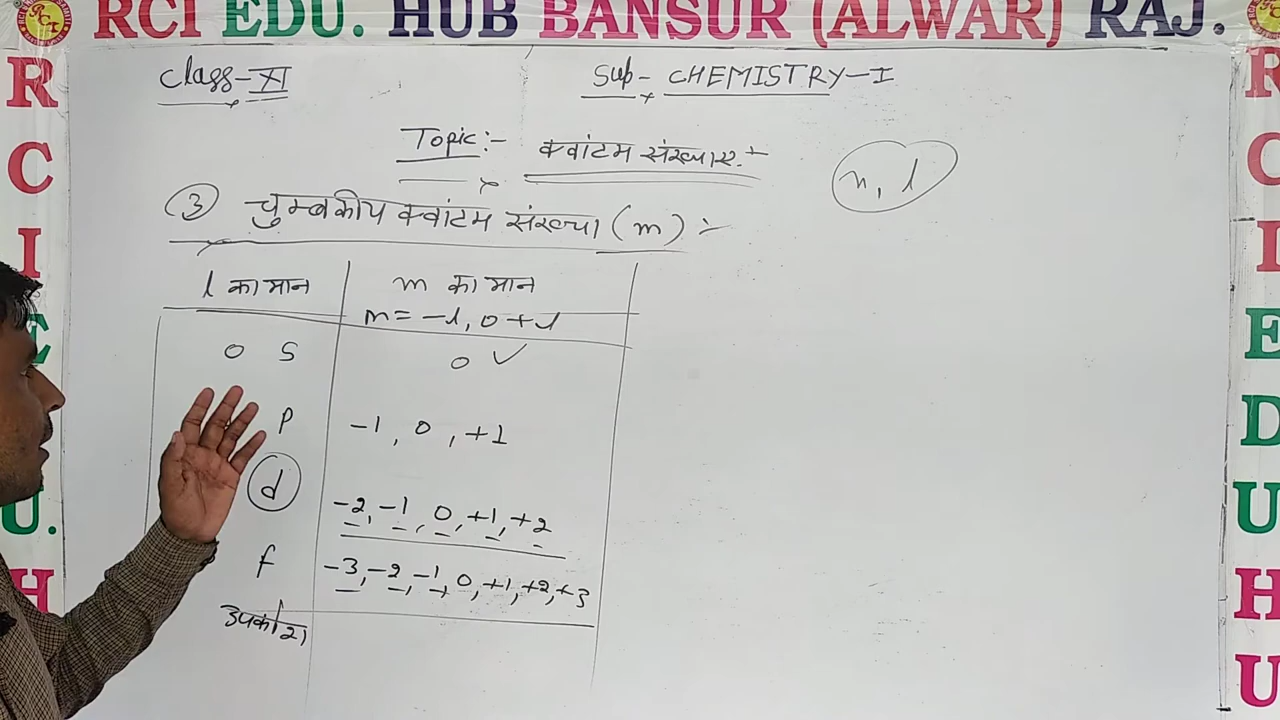 RCI EDU. HUB BANSUR (ALWAR) RAJ.
Class-XI Sub- CHEMISTRY-I
Topic:- क्वांटम संख्याए:-
n, l
③ चुम्बकीय क्वांटम संख्या (m) :-
l का मान m का मान
m = -l, 0 +l
0 S 0 ✓
P -1, 0, +1
d -2, -1, 0, +1, +2
f -3, -2, -1, 0, +1, +2, +3
उपकोश
R
C
I
E
U.
H
R
C
I
E
D
U
H
U